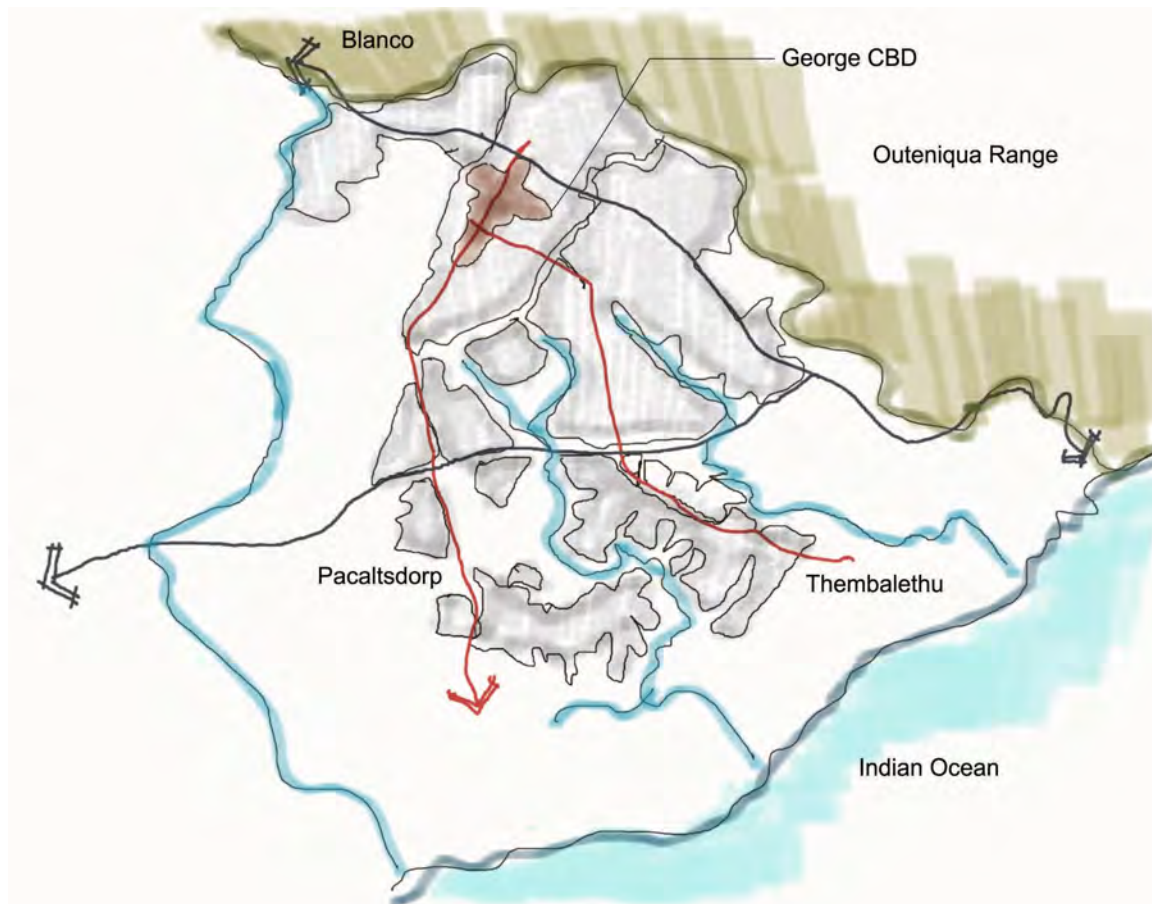 Blanco
George CBD
Outeniqua Range
Pacaltsdorp
Thembalethu
Indian Ocean